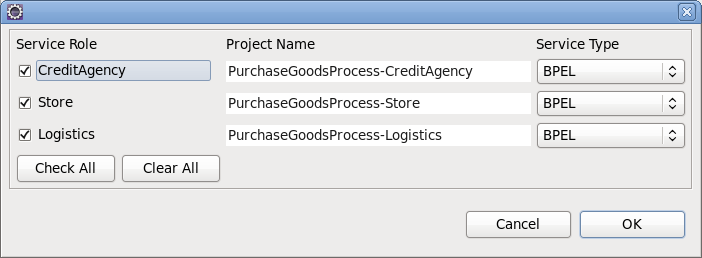 Service Role Project Name Service Type
CreditAgency PurchaseGoodsProcess-CreditAgency BPEL
Store PurchaseGoodsProcess-Store BPEL
Logistics PurchaseGoodsProcess-Logistics BPEL
Check All Clear All
Cancel OK